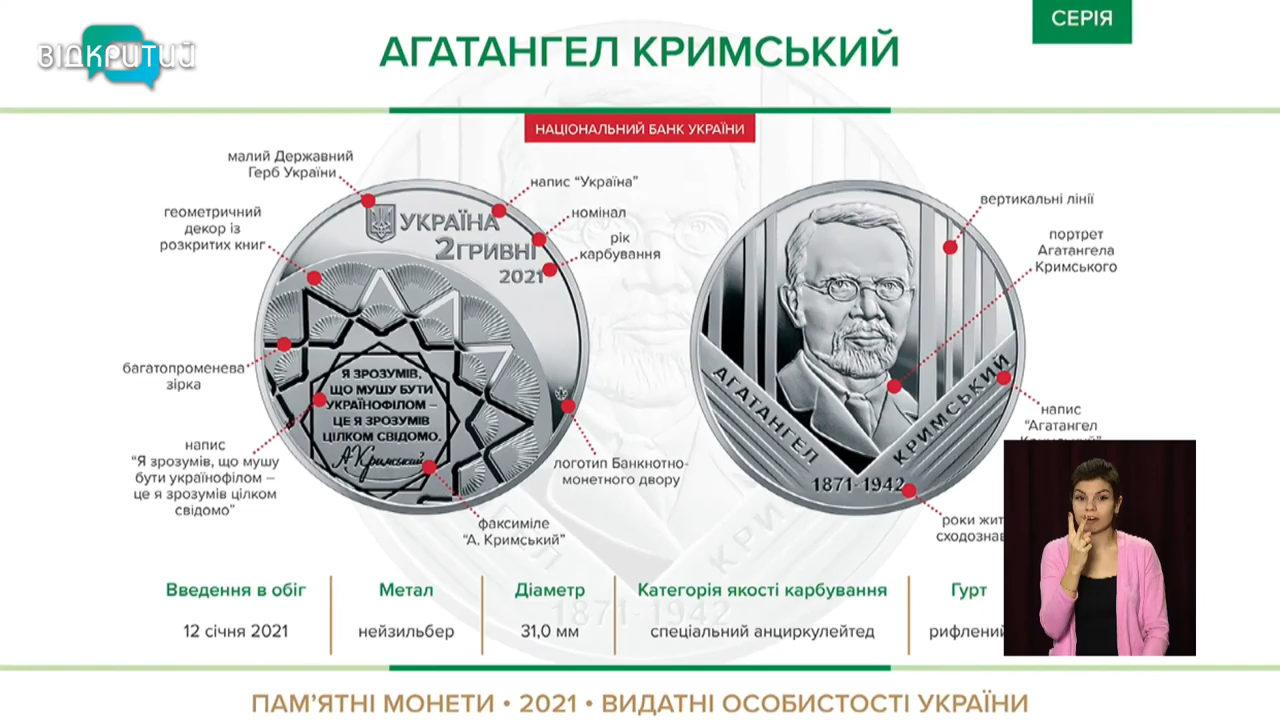 ВІДКРИТИЙ
СЕРІЯ
АГАТАНГЕЛ КРИМСЬКИЙ
НАЦІОНАЛЬНИЙ БАНК УКРАЇНИ
малий Державний
Герб України
геометричний
декор із
розкритих книг
багатопроменева
зірка
напис
“Я зрозумів, що мушу
бути українофілом –
це я зрозумів цілком
свідомо”
УКРАЇНА
2 ГРИВНІ
2021
Я ЗРОЗУМІВ,
ЩО МУШУ БУТИ
УКРАЇНОФІЛОМ –
ЦЕ Я ЗРОЗУМІВ
ЦІЛКОМ СВІДОМО.
А. Кримський
напис “Україна”
номінал
рік
карбування
логотип Банкнотно-
монетного двору
факсиміле
“А. Кримський”
АГАТАНГЕЛ КРИМСЬКИЙ
1871-1942
вертикальні лінії
портрет
Агатангела
Кримського
напис
“Агатангел
Кримський”
роки
Введення в обіг
12 січня 2021
Метал
нейзильбер
Діаметр
31,0 мм
Категорія якості карбування
спеціальний анциркулейтед
Гурт
рифлений
1871-1942
ПАМ’ЯТНІ МОНЕТИ • 2021 • ВИДАТНІ ОСОБИСТОСТІ УКРАЇНИ